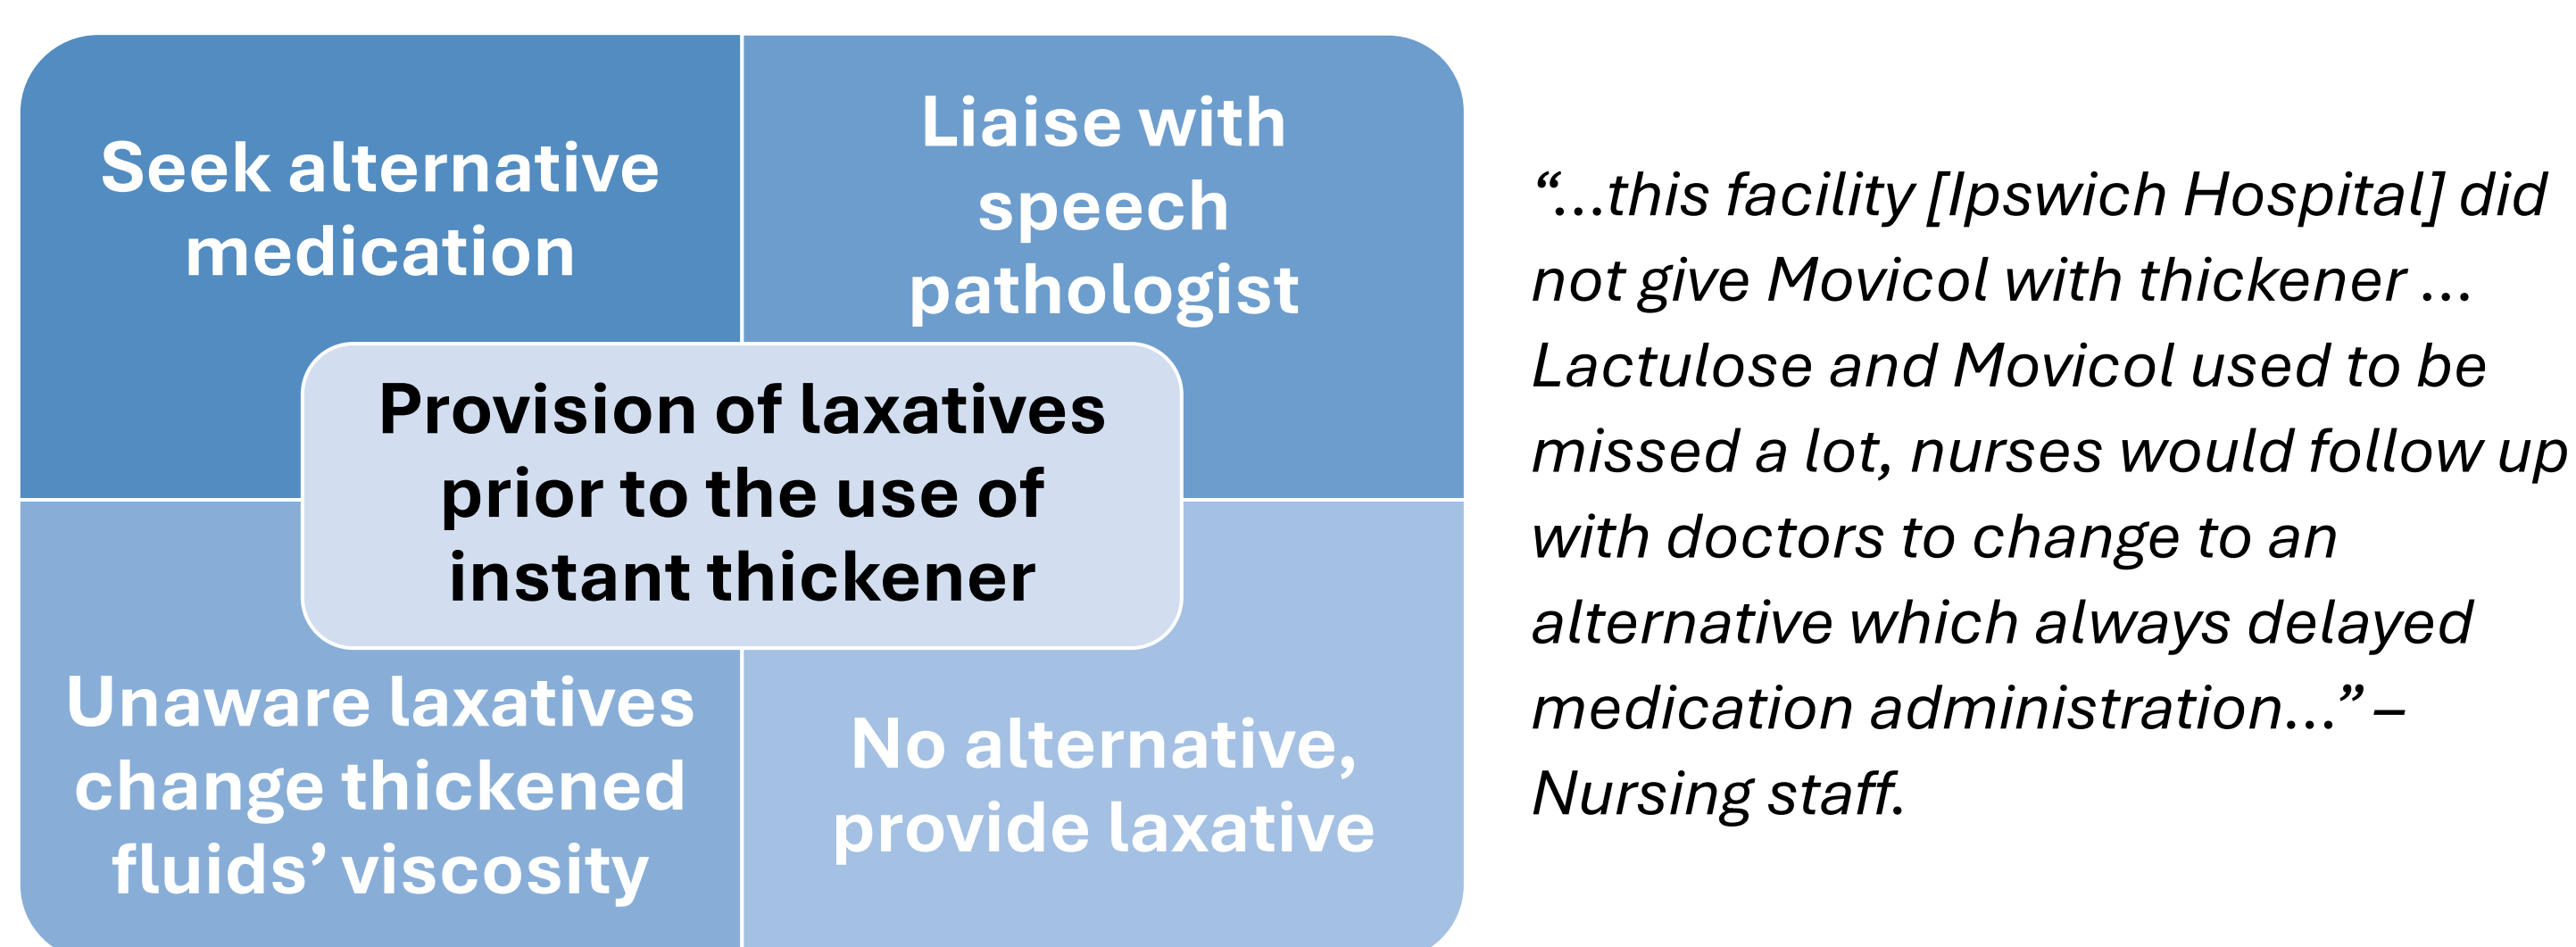 Seek alternative
medication
Liaise with
speech
pathologist
Provision of laxatives
prior to the use of
instant thickener
Unaware laxatives
change thickened
fluids’ viscosity
No alternative,
provide laxative
“…this facility [Ipswich Hospital] did
not give Movicol with thickener …
Lactulose and Movicol used to be
missed a lot, nurses would follow up
with doctors to change to an
alternative which always delayed
medication administration…” –
Nursing staff.